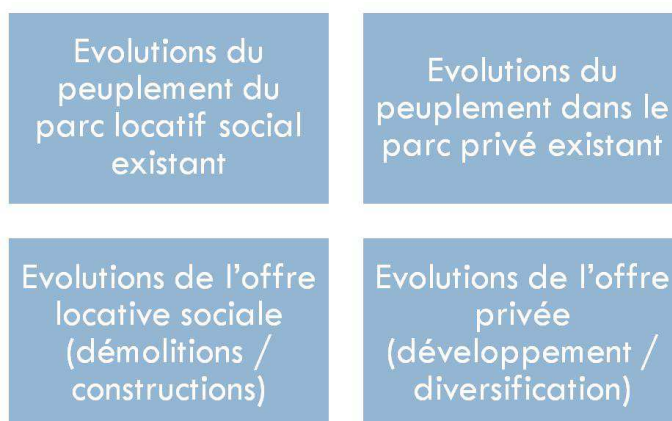 Evolutions du
peuplement du
parc locatif social
existant
Evolutions du
peuplement dans le
parc privé existant
Evolutions de l'offre
locative sociale
(démolitions /
constructions)
Evolutions de l'offre
privée
(développement /
diversification)